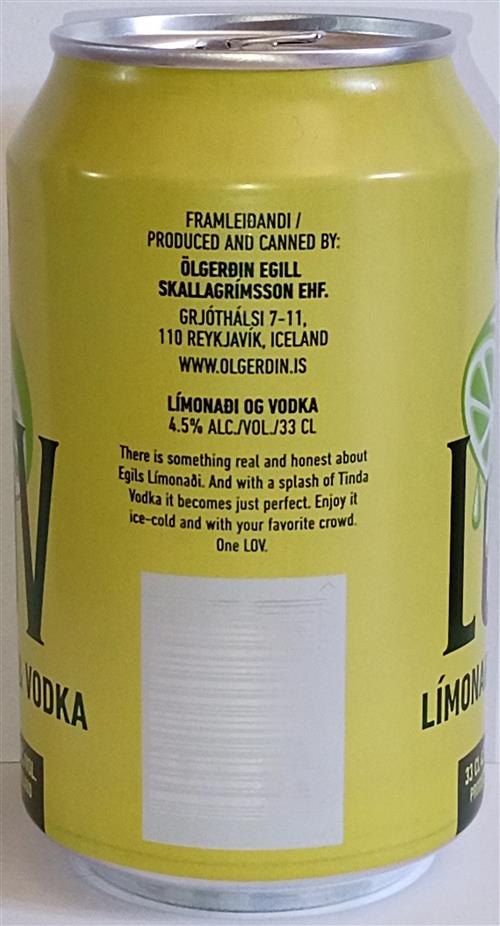 FRAMLEIÐANDI /
PRODUCED AND CANNED BY:
ÖLGERÐIN EGILL
SKALLAGRÍMSSON EHF.
GRJÓTHÁLSI 7-11,
110 REYKJAVÍK, ICELAND
WWW.OLGERDIN.IS
LÍMONAÐI OG VODKA
4.5% ALC./VOL./33 CL
There is something real and honest about
Egils Límonaði. And with a splash of Tinda
Vodka it becomes just perfect. Enjoy it
ice-cold and with your favorite crowd.
One LOV.
V
VODKA
L
33 CL